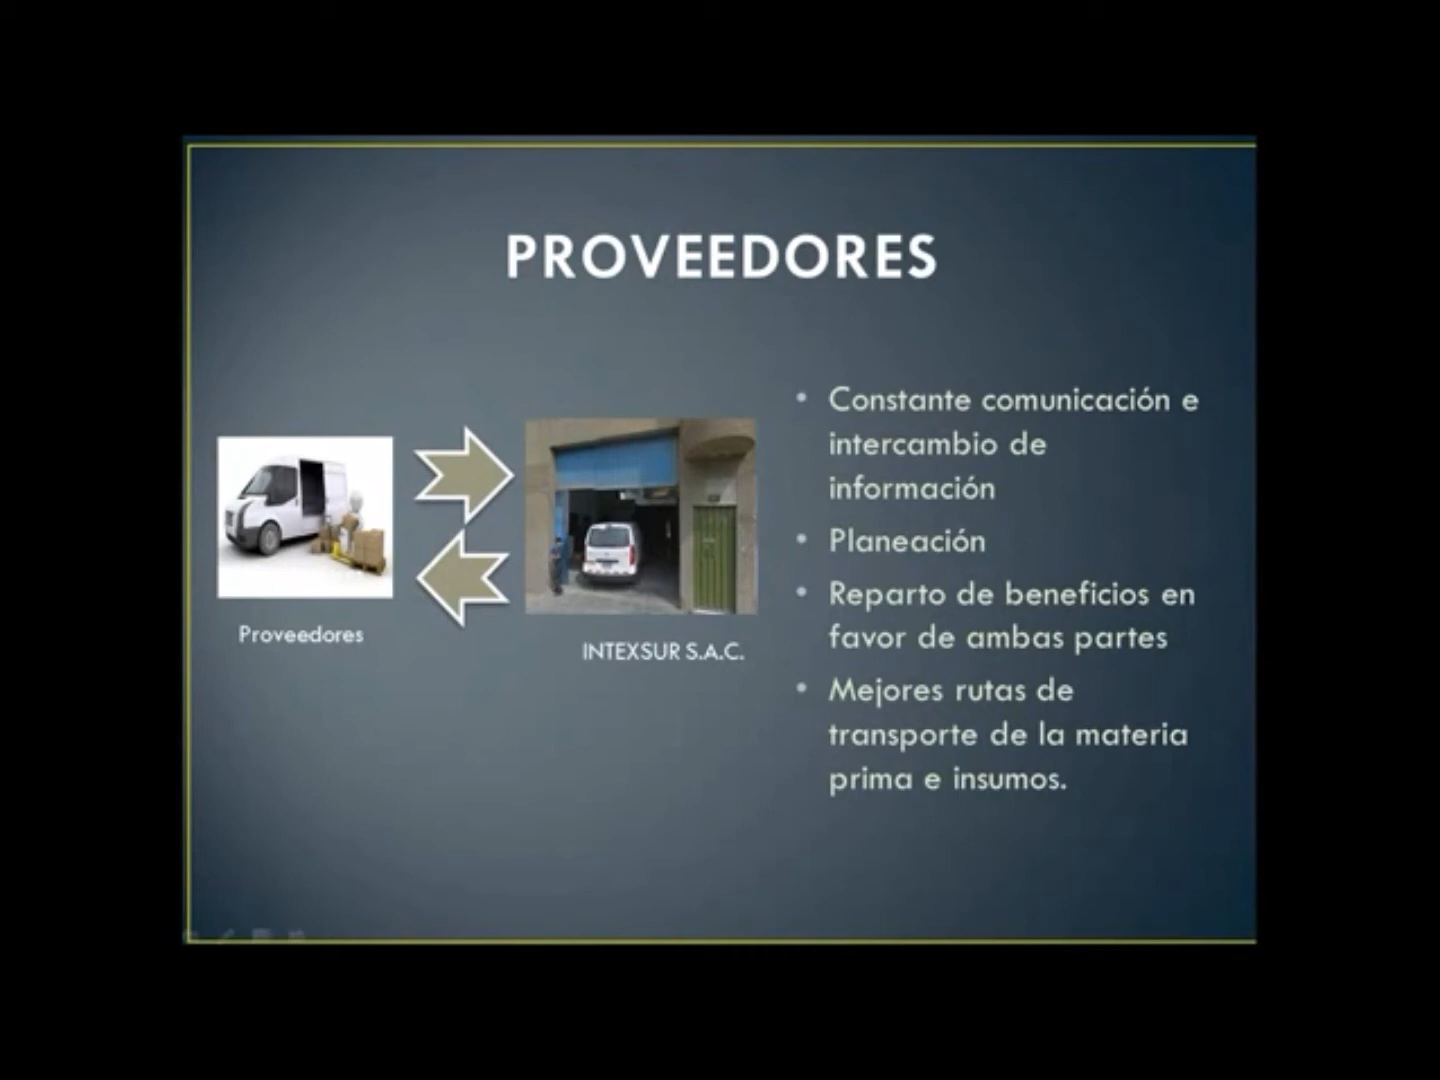 PROVEEDORES
Proveedores
INTEXSUR S.A.C.
• Constante comunicación e
intercambio de
información
• Planeación
• Reparto de beneficios en
favor de ambas partes
• Mejores rutas de
transporte de la materia
prima e insumos.